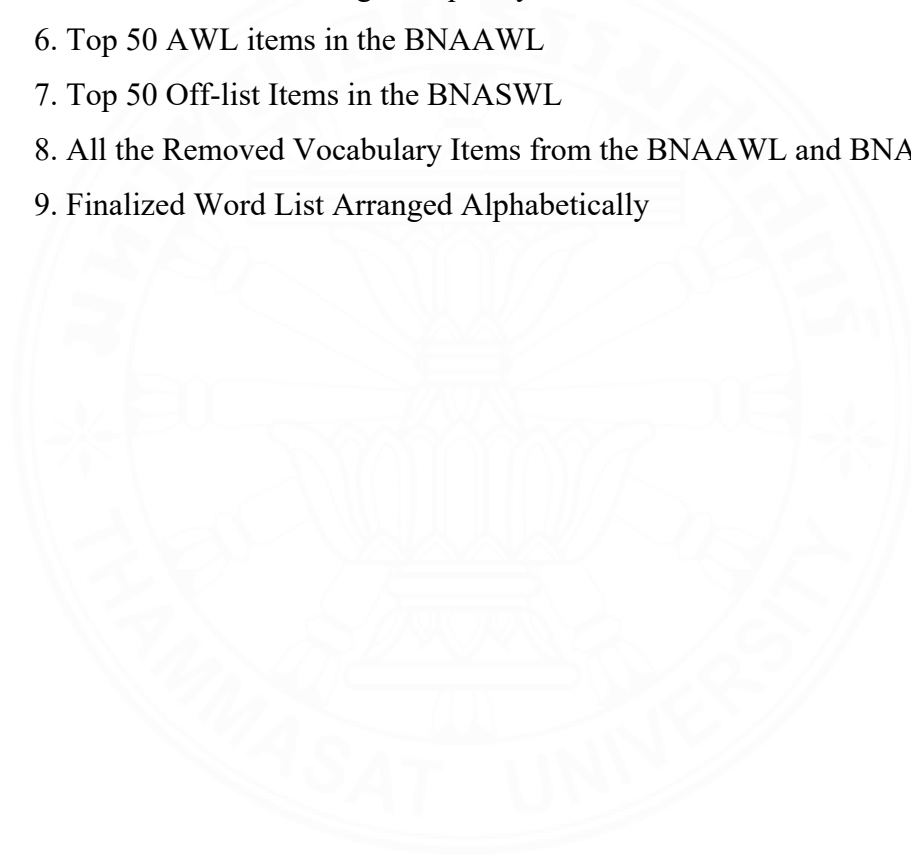 6. Top 50 AWL items in the BNAAWL
7. Top 50 Off-list Items in the BNASWL
8. All the Removed Vocabulary Items from the BNAAWL and BNA
9. Finalized Word List Arranged Alphabetically
THAMMASAT UNIVERSITY